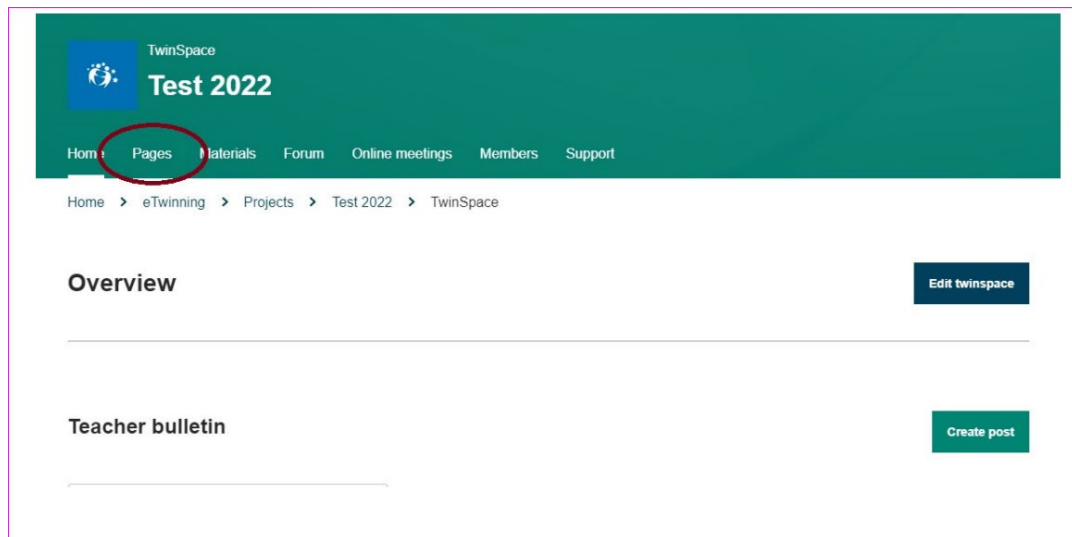 TwinSpace
Test 2022
Home Pages Materials Forum Online meetings Members Support
Home > eTwinning > Projects > Test 2022 > TwinSpace
Overview
Edit twinspace
Teacher bulletin
Create post